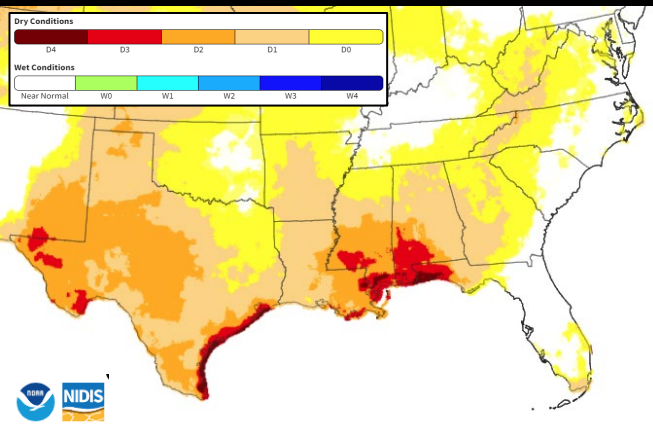 Dry Conditions
D4 D3 D2 D1 D0
Wet Conditions
Near Normal W0 W1 W2 W3 W4
NOAA NIDIS